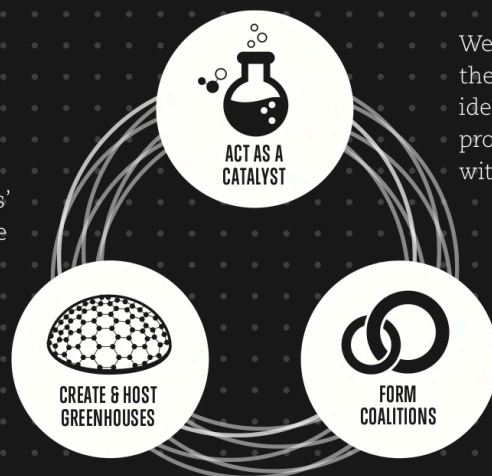 We
the
ide
pro
wit
ACT AS A
CATALYST
s’
e
CREATE & HOST
GREENHOUSES
FORM
COALITIONS